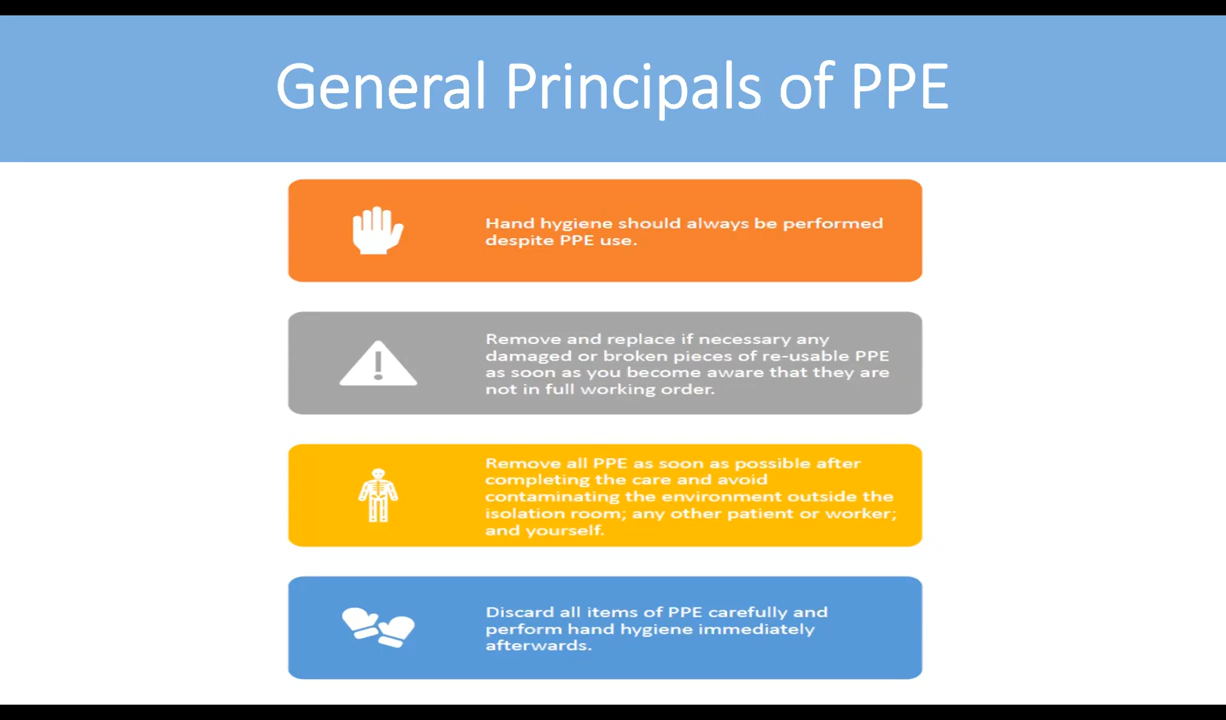 General Principals of PPE
Hand hygiene should always be performed
despite PPE use.
Remove and replace if necessary any
damaged or broken pieces of re-usable PPE
as soon as you become aware that they are
not in full working order.
Remove all PPE as soon as possible after
completing the care and avoid
contaminating the environment outside the
isolation room; any other patient or worker;
and yourself.
Discard all items of PPE carefully and
perform hand hygiene immediately
afterwards.